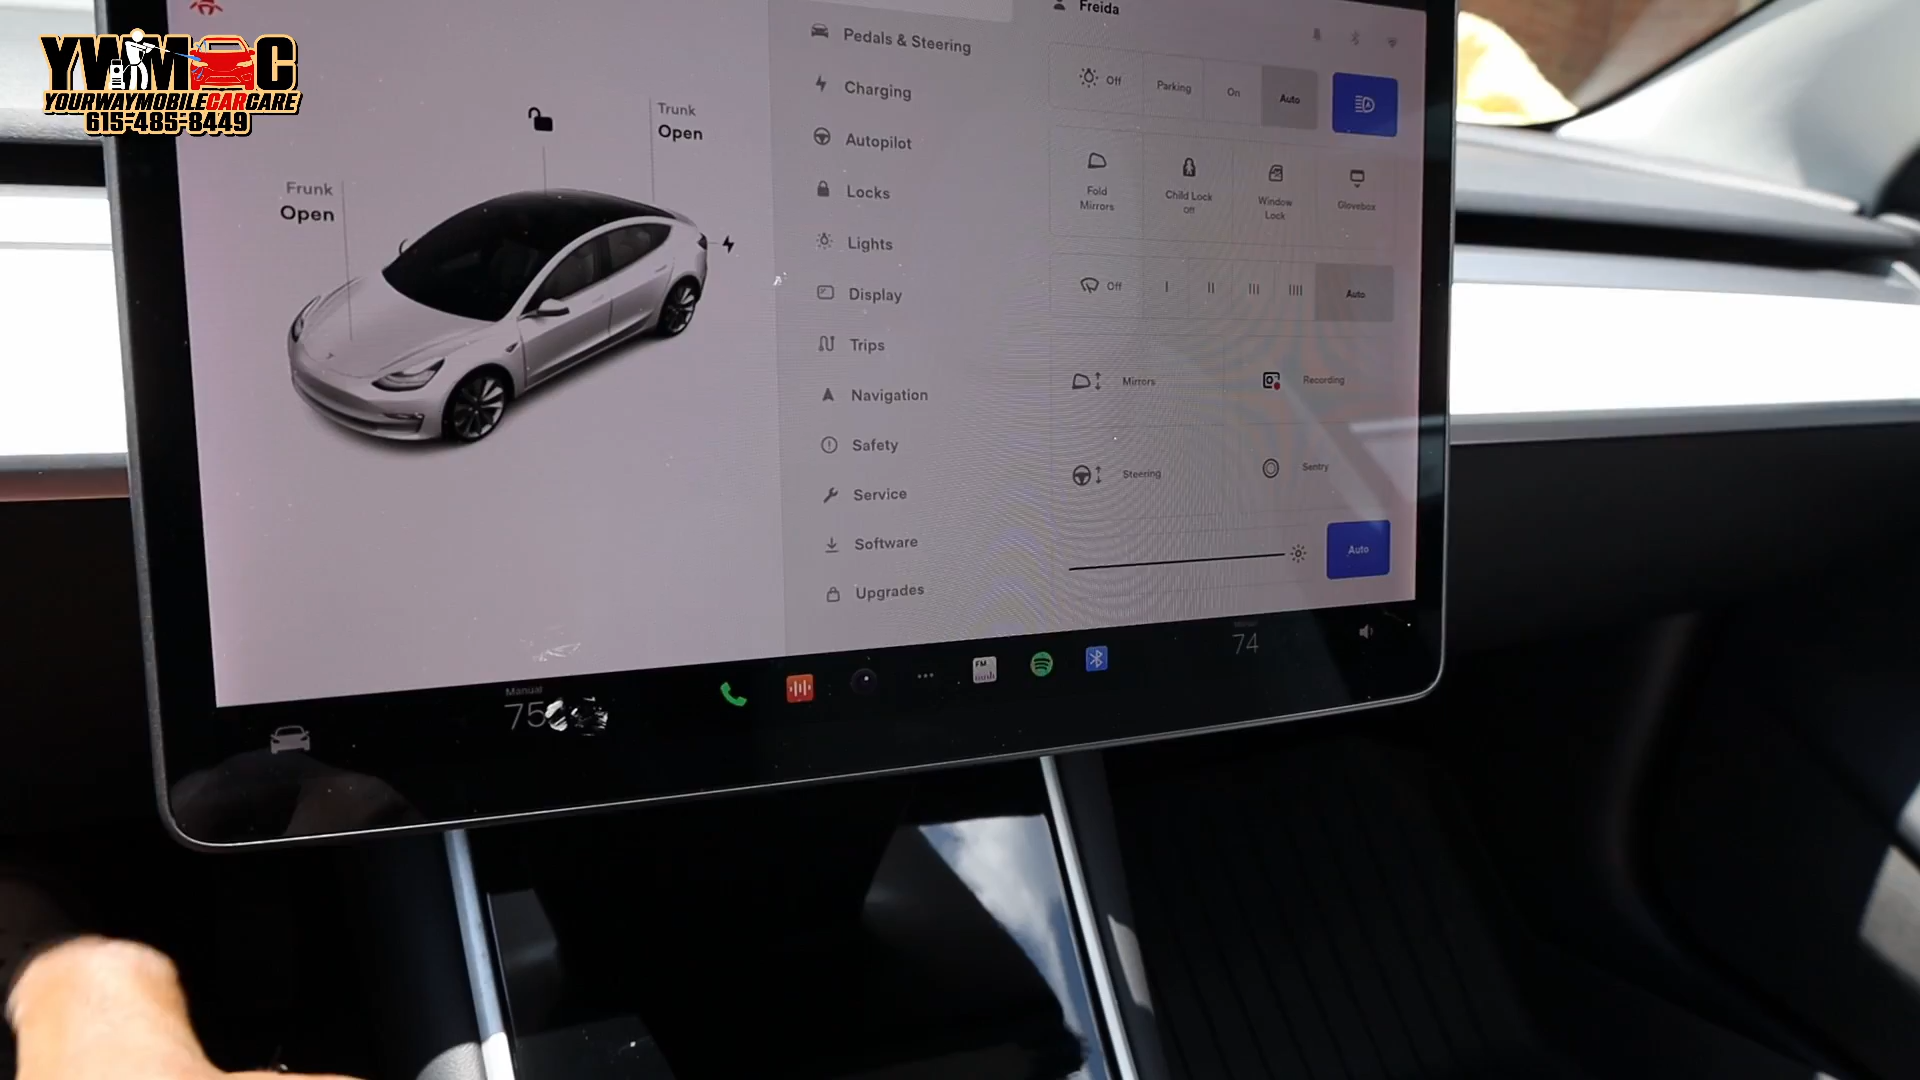 YWMCC
YOURWAYMOBILECARCARE
615-485-8449
Freida
Pedals & Steering
Charging
Autopilot
Locks
Lights
Display
Trips
Navigation
Safety
Service
Software
Upgrades
Trunk
Open
Frunk
Open
Off
Parking
On
Auto
Fold
Mirrors
Child Lock
Off
Window
Lock
Glovebox
Off
I
II
III
IIII
Auto
Mirrors
Recording
Steering
Sentry
Auto
Manual
75
FM
74